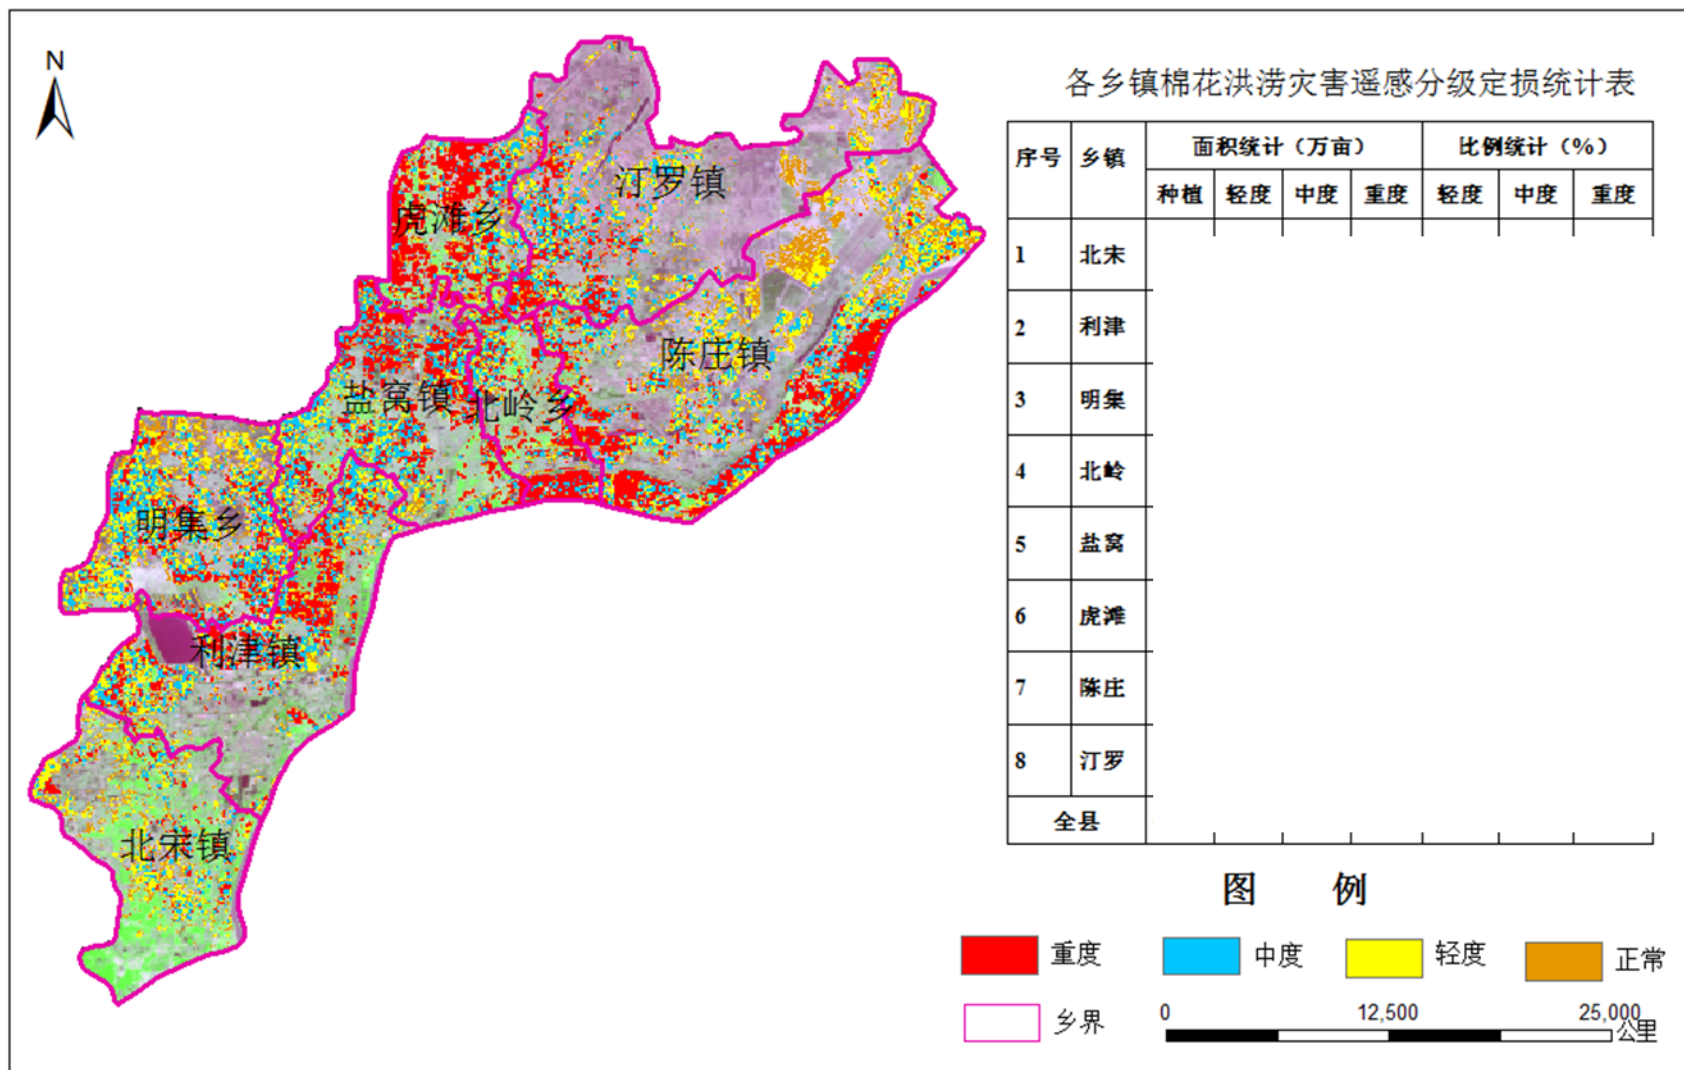 N
各乡镇棉花洪涝灾害遥感分级定损统计表
序号 乡镇 面积统计（万亩） 比例统计（%）
种植 轻度 中度 重度 轻度 中度 重度
1 北宋
2 利津
3 明集
4 北岭
5 盐窝
6 虎滩
7 陈庄
8 汀罗
全县
汀罗镇
虎滩乡
陈庄镇
盐窝镇
北岭乡
明集乡
利津镇
北宋镇
图 例
重度 中度 轻度 正常
乡界
0 12,500 25,000
公里